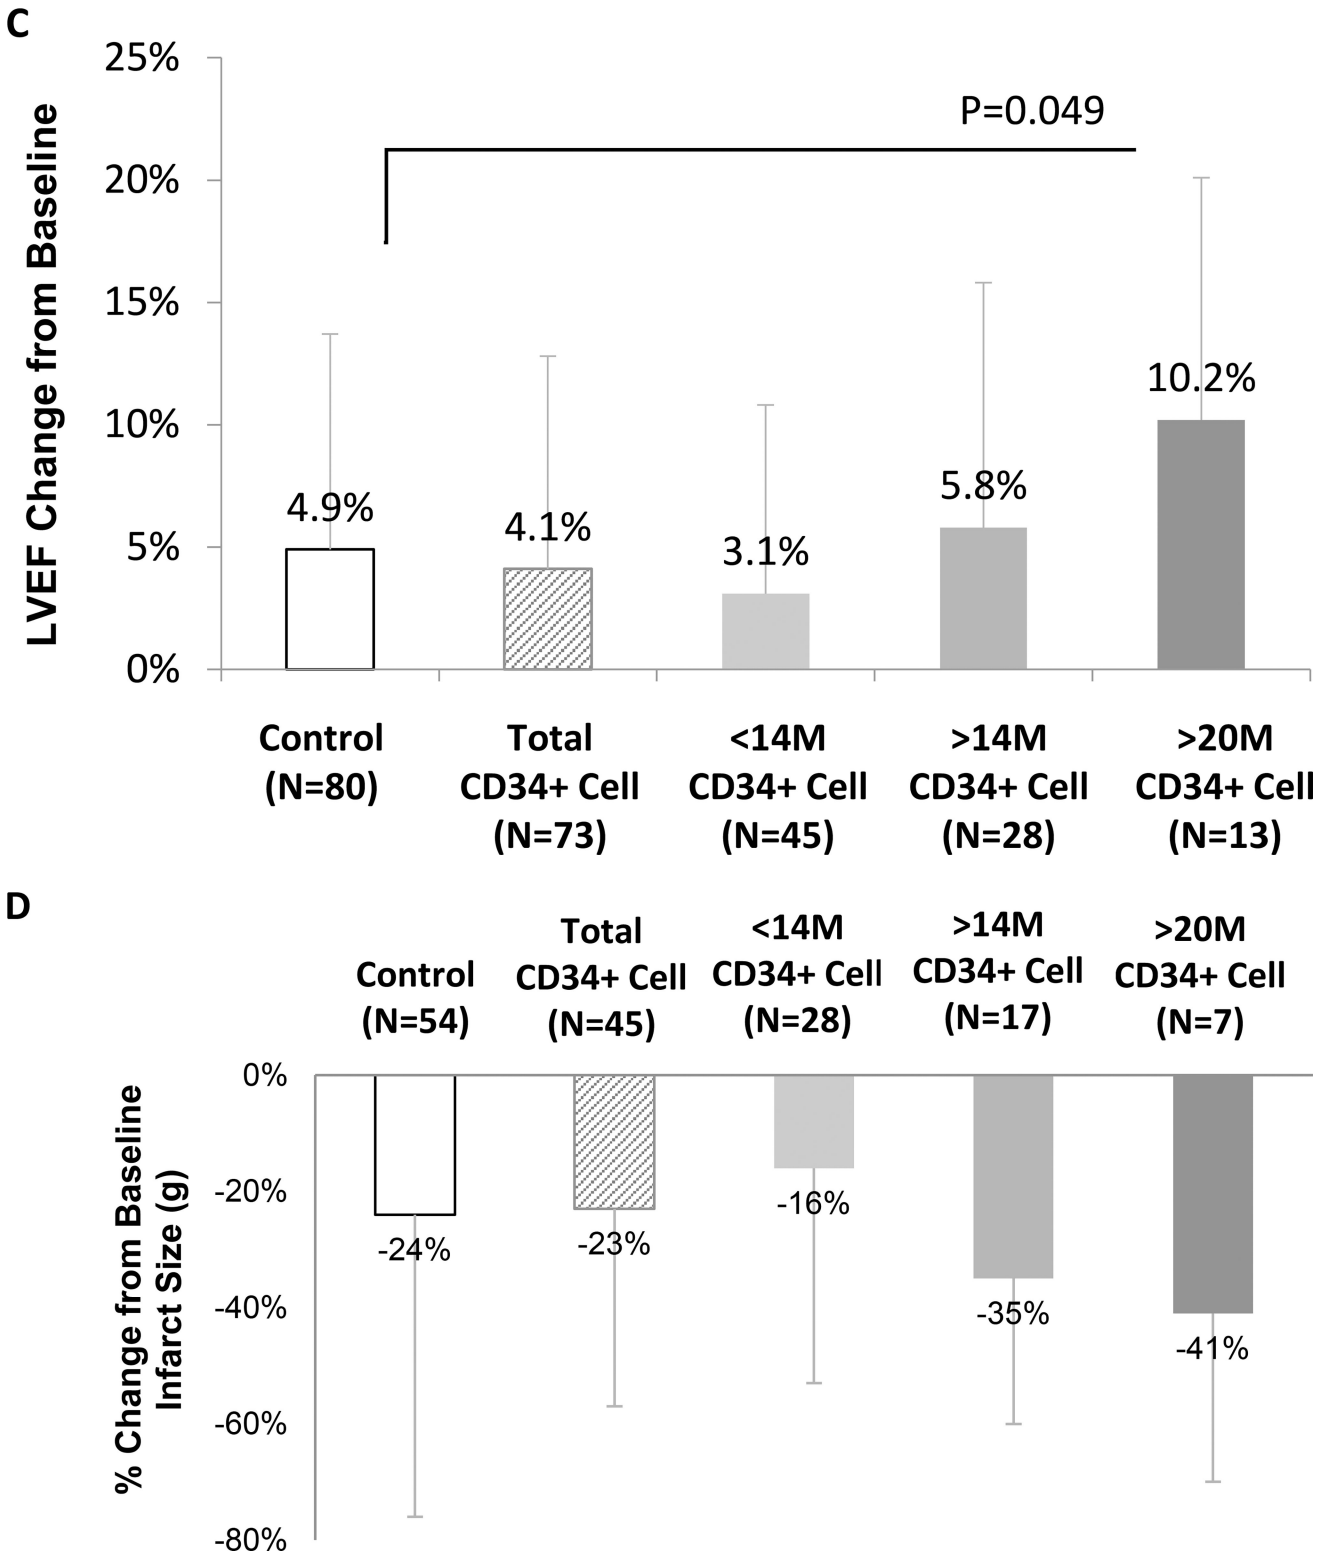 C
25%
20%
15%
10%
5%
0%
LVEF Change from Baseline
P=0.049
4.9%
4.1%
3.1%
5.8%
10.2%
Control
(N=80)
Total
CD34+ Cell
(N=73)
<14M
CD34+ Cell
(N=45)
>14M
CD34+ Cell
(N=28)
>20M
CD34+ Cell
(N=13)
D
Control
(N=54)
Total
CD34+ Cell
(N=45)
<14M
CD34+ Cell
(N=28)
>14M
CD34+ Cell
(N=17)
>20M
CD34+ Cell
(N=7)
% Change from Baseline
Infarct Size (g)
0%
-20%
-40%
-60%
-80%
-24%
-23%
-16%
-35%
-41%